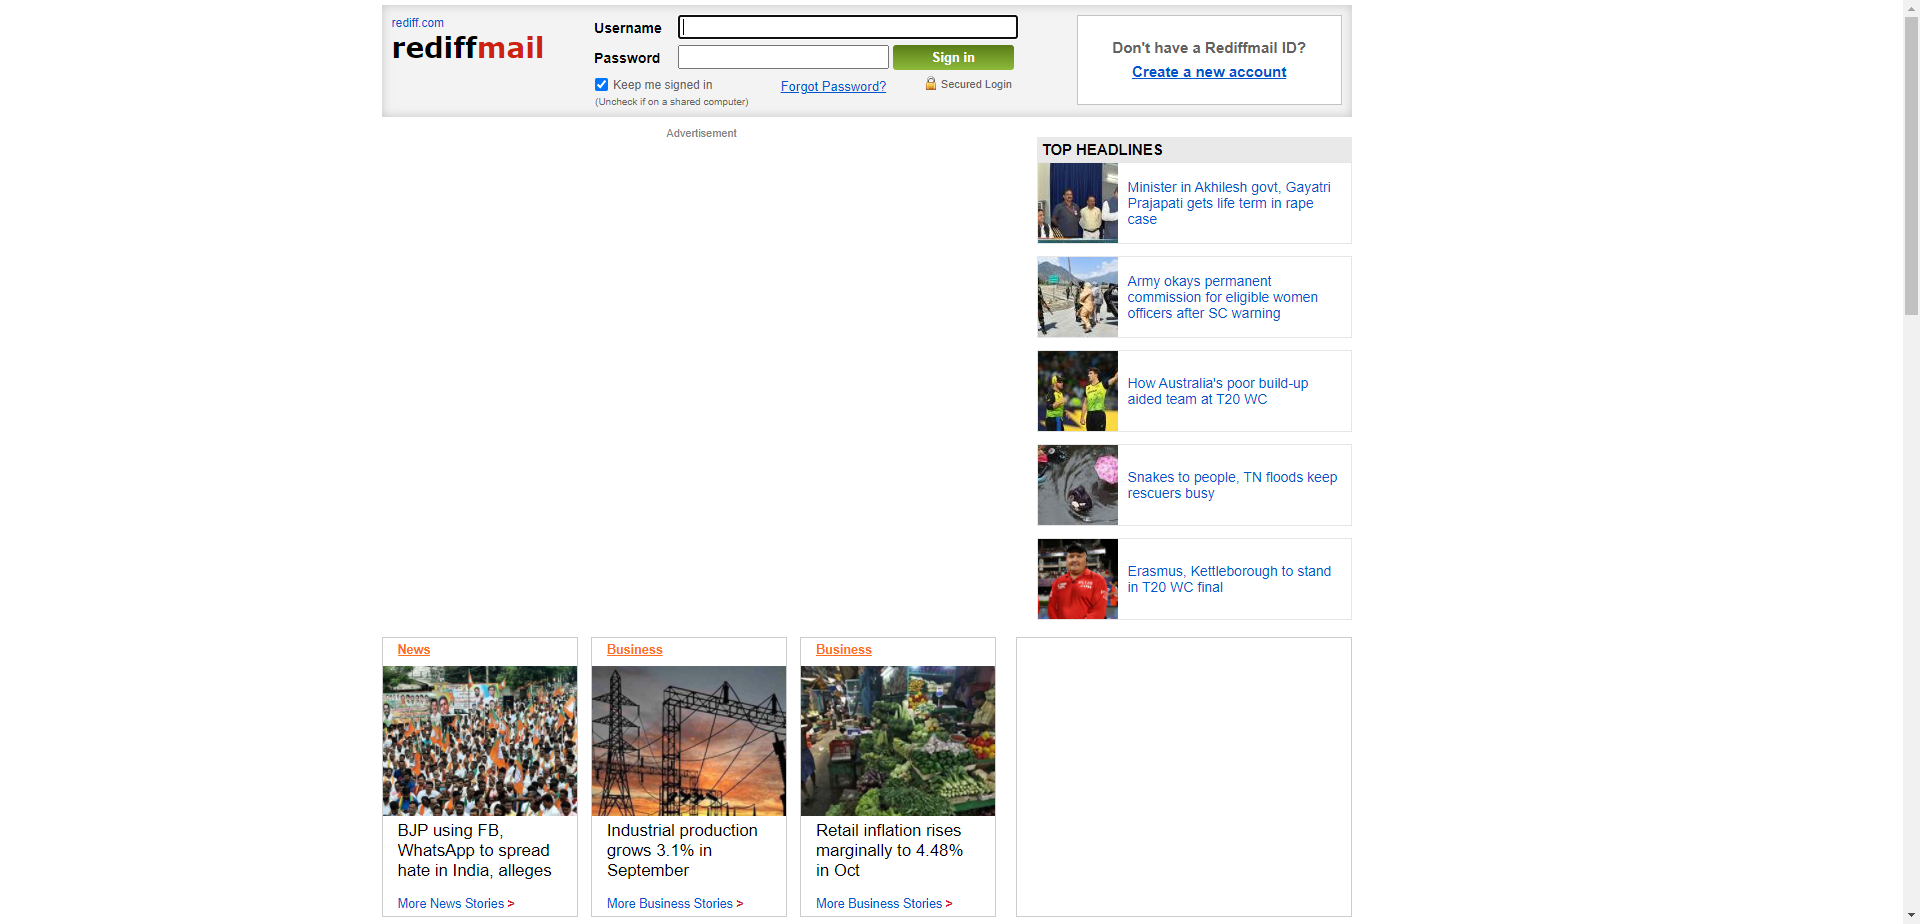 rediff.com
rediffmail
Username
Password
Sign in
Keep me signed in
(Uncheck if on a shared computer)
Forgot Password?
Secured Login
Don't have a Rediffmail ID?
Create a new account
Advertisement
TOP HEADLINES
Minister in Akhilesh govt, Gayatri
Prajapati gets life term in rape
case
Army okays permanent
commission for eligible women
officers after SC warning
How Australia's poor build-up
aided team at T20 WC
Snakes to people, TN floods keep
rescuers busy
Erasmus, Kettleborough to stand
in T20 WC final
News
BJP using FB,
WhatsApp to spread
hate in India, alleges
More News Stories >
Business
Industrial production
grows 3.1% in
September
More Business Stories >
Business
Retail inflation rises
marginally to 4.48%
in Oct
More Business Stories >